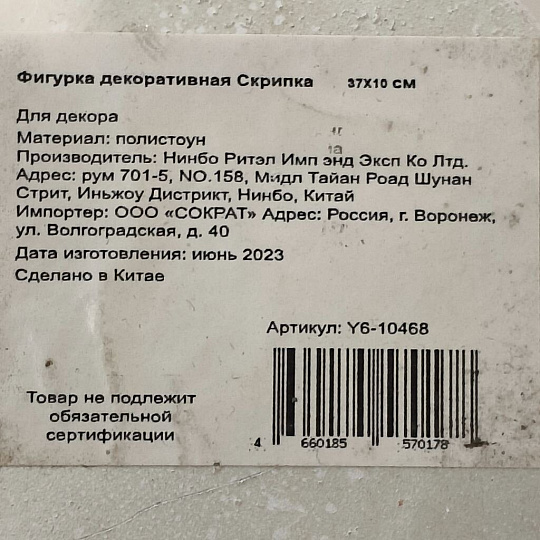 Фигурка декоративная Скрипка 37X10 СМ
Для декора
Материал: полистоун
Производитель: Нинбо Ритэл Имп энд Эксп Ко Лтд.
Адрес: рум 701-5, NO.158, Мидл Тайан Роад Шунан
Стрит, Иньжоу Дистрикт, Нинбо, Китай
Импортер: ООО «СОКРАТ» Адрес: Россия, г. Воронеж,
ул. Волгоградская, д. 40
Дата изготовления: июнь 2023
Сделано в Китае
Артикул: Y6-10468
Товар не подлежит
обязательной
сертификации
4 660185 570178